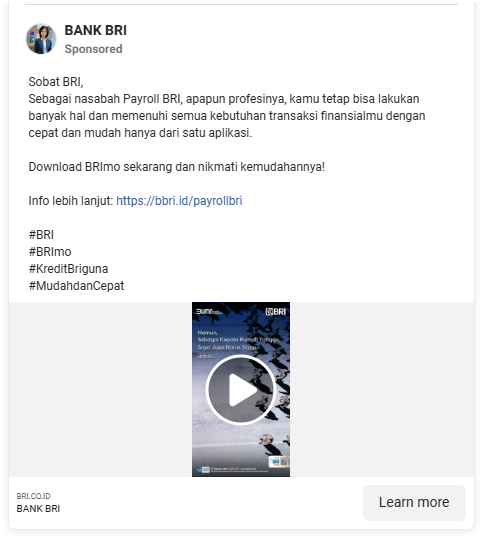 BANK BRI
Sponsored
Sobat BRI,
Sebagai nasabah Payroll BRI, apapun profesinya, kamu tetap bisa lakukan
banyak hal dan memenuhi semua kebutuhan transaksi finansialmu dengan
cepat dan mudah hanya dari satu aplikasi.
Download BRImo sekarang dan nikmati kemudahannya!
Info lebih lanjut: https://bbri.id/payrollbri
#BRI
#BRImo
#KreditBriguna
#MudahdanCepat
BUMN
BRI
Namun,
Sebagai Kepala Rumah Tangga,
Saya Juga Harus Sigap
untuk...
BRI.CO.ID
BANK BRI
Learn more